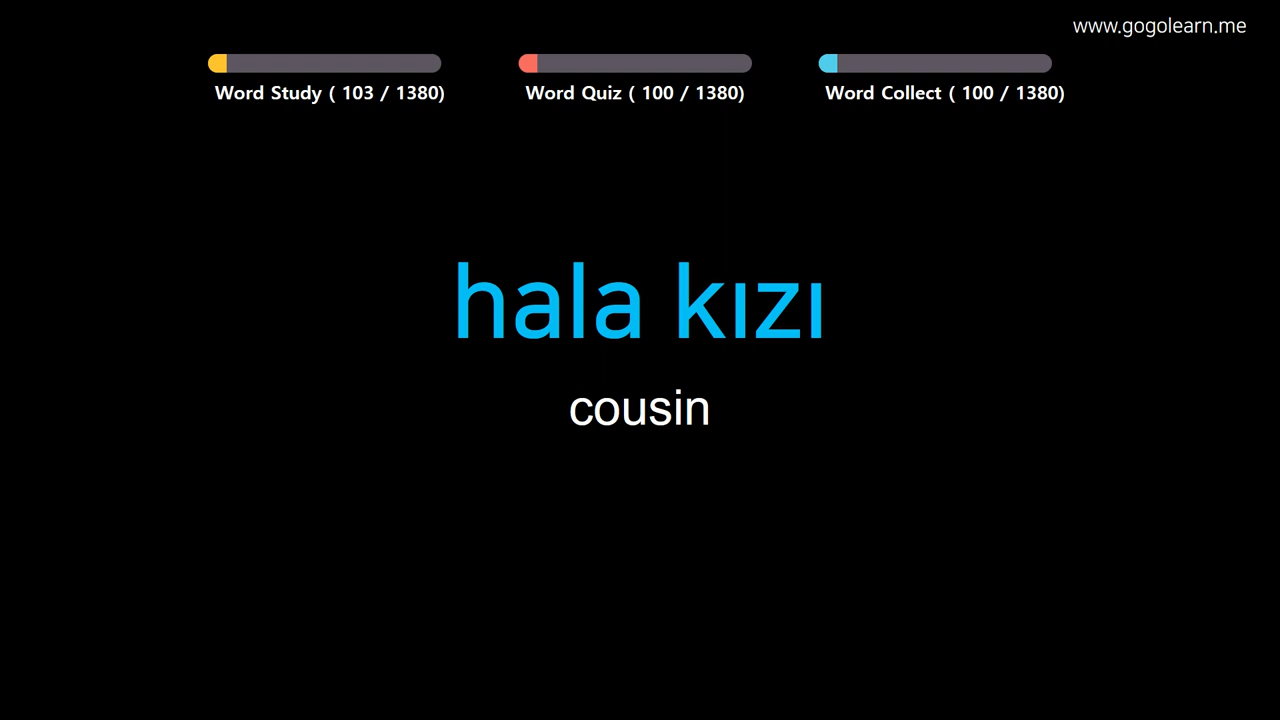 www.gogolearn.me
Word Study ( 103 / 1380)
Word Quiz ( 100 / 1380)
Word Collect ( 100 / 1380)
hala kızı
cousin